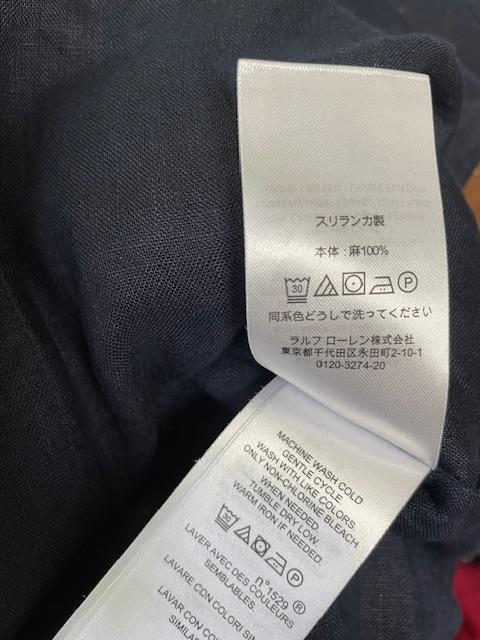 スリランカ製
本体：麻100%
30 P
同系色どうしで洗ってください
ラルフ ローレン株式会社
東京都千代田区永田町2-10-1
0120-3274-20
MACHINE WASH COLD
GENTLE CYCLE.
WASH WITH LIKE COLORS.
ONLY NON-CHLORINE BLEACH
WHEN NEEDED.
TUMBLE DRY LOW.
WARM IRON IF NEEDED.
P
n°1529 ®
LAVER AVEC DES COULEURS
SEMBLABLES.
LAVARE CON COLORI
LAVAR CON